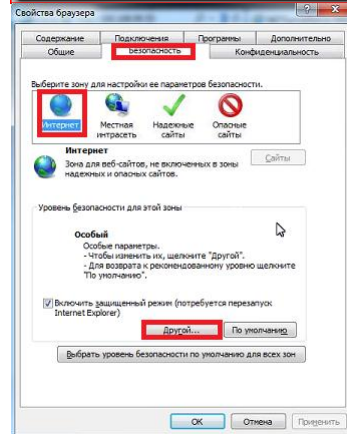 Свойства браузера
Содержание Подключения Программы Дополнительно
Общие Безопасность Конфиденциальность
Выберите зону для настройки ее параметров безопасности.
Интернет Местная интрасеть Надежные сайты Опасные сайты
Интернет
Зона для веб-сайтов, не включенных в зоны надежных и опасных сайтов.
Сайты
Уровень безопасности для этой зоны
Особый
Особые параметры.
- Чтобы изменить их, щелкните "Другой".
- Для возврата к рекомендованному уровню щелкните
"По умолчанию".
Включить защищенный режим (потребуется перезапуск
Internet Explorer)
Другой... По умолчанию
Выбрать уровень безопасности по умолчанию для всех зон
ОК Отмена Применить